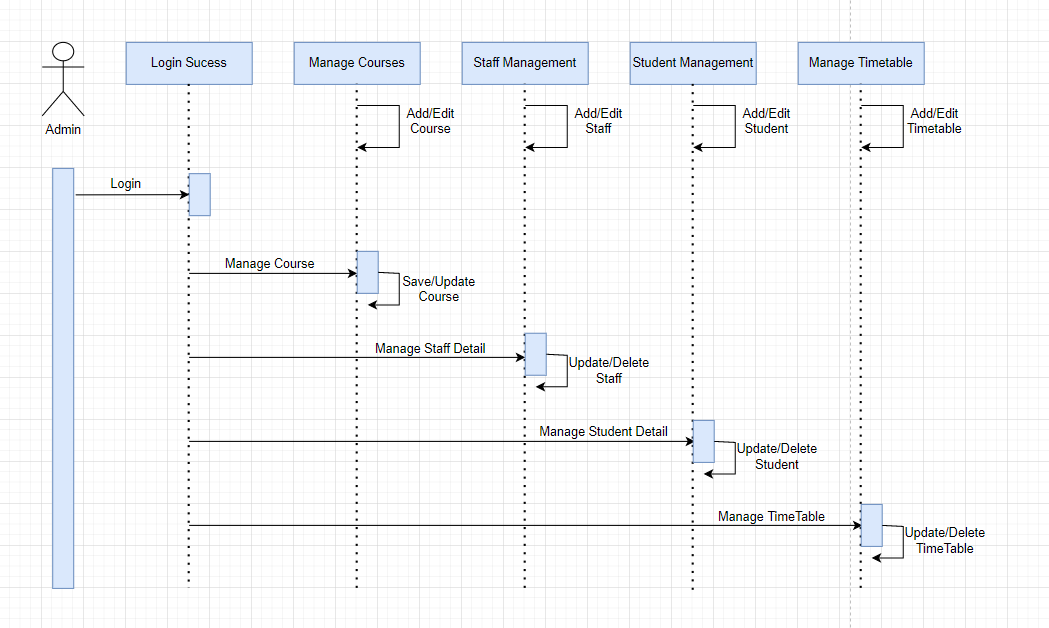 Login Sucess
Manage Courses
Staff Management
Student Management
Manage Timetable
Admin
Add/Edit
Course
Add/Edit
Staff
Add/Edit
Student
Add/Edit
Timetable
Login
Manage Course
Save/Update
Course
Manage Staff Detail
Update/Delete
Staff
Manage Student Detail
Update/Delete
Student
Manage TimeTable
Update/Delete
TimeTable